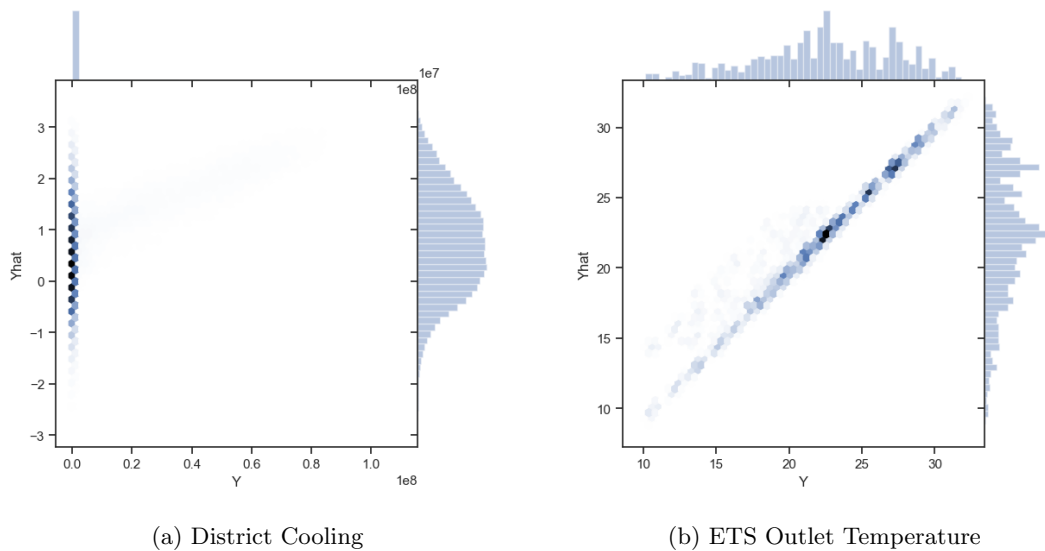 1e7
1e8
3
2
1
0
−1
−2
−3
Yhat
0.0 0.2 0.4 0.6 0.8 1.0
Y
1e8
30
25
20
15
10
Yhat
10 15 20 25 30
Y
(a) District Cooling
(b) ETS Outlet Temperature